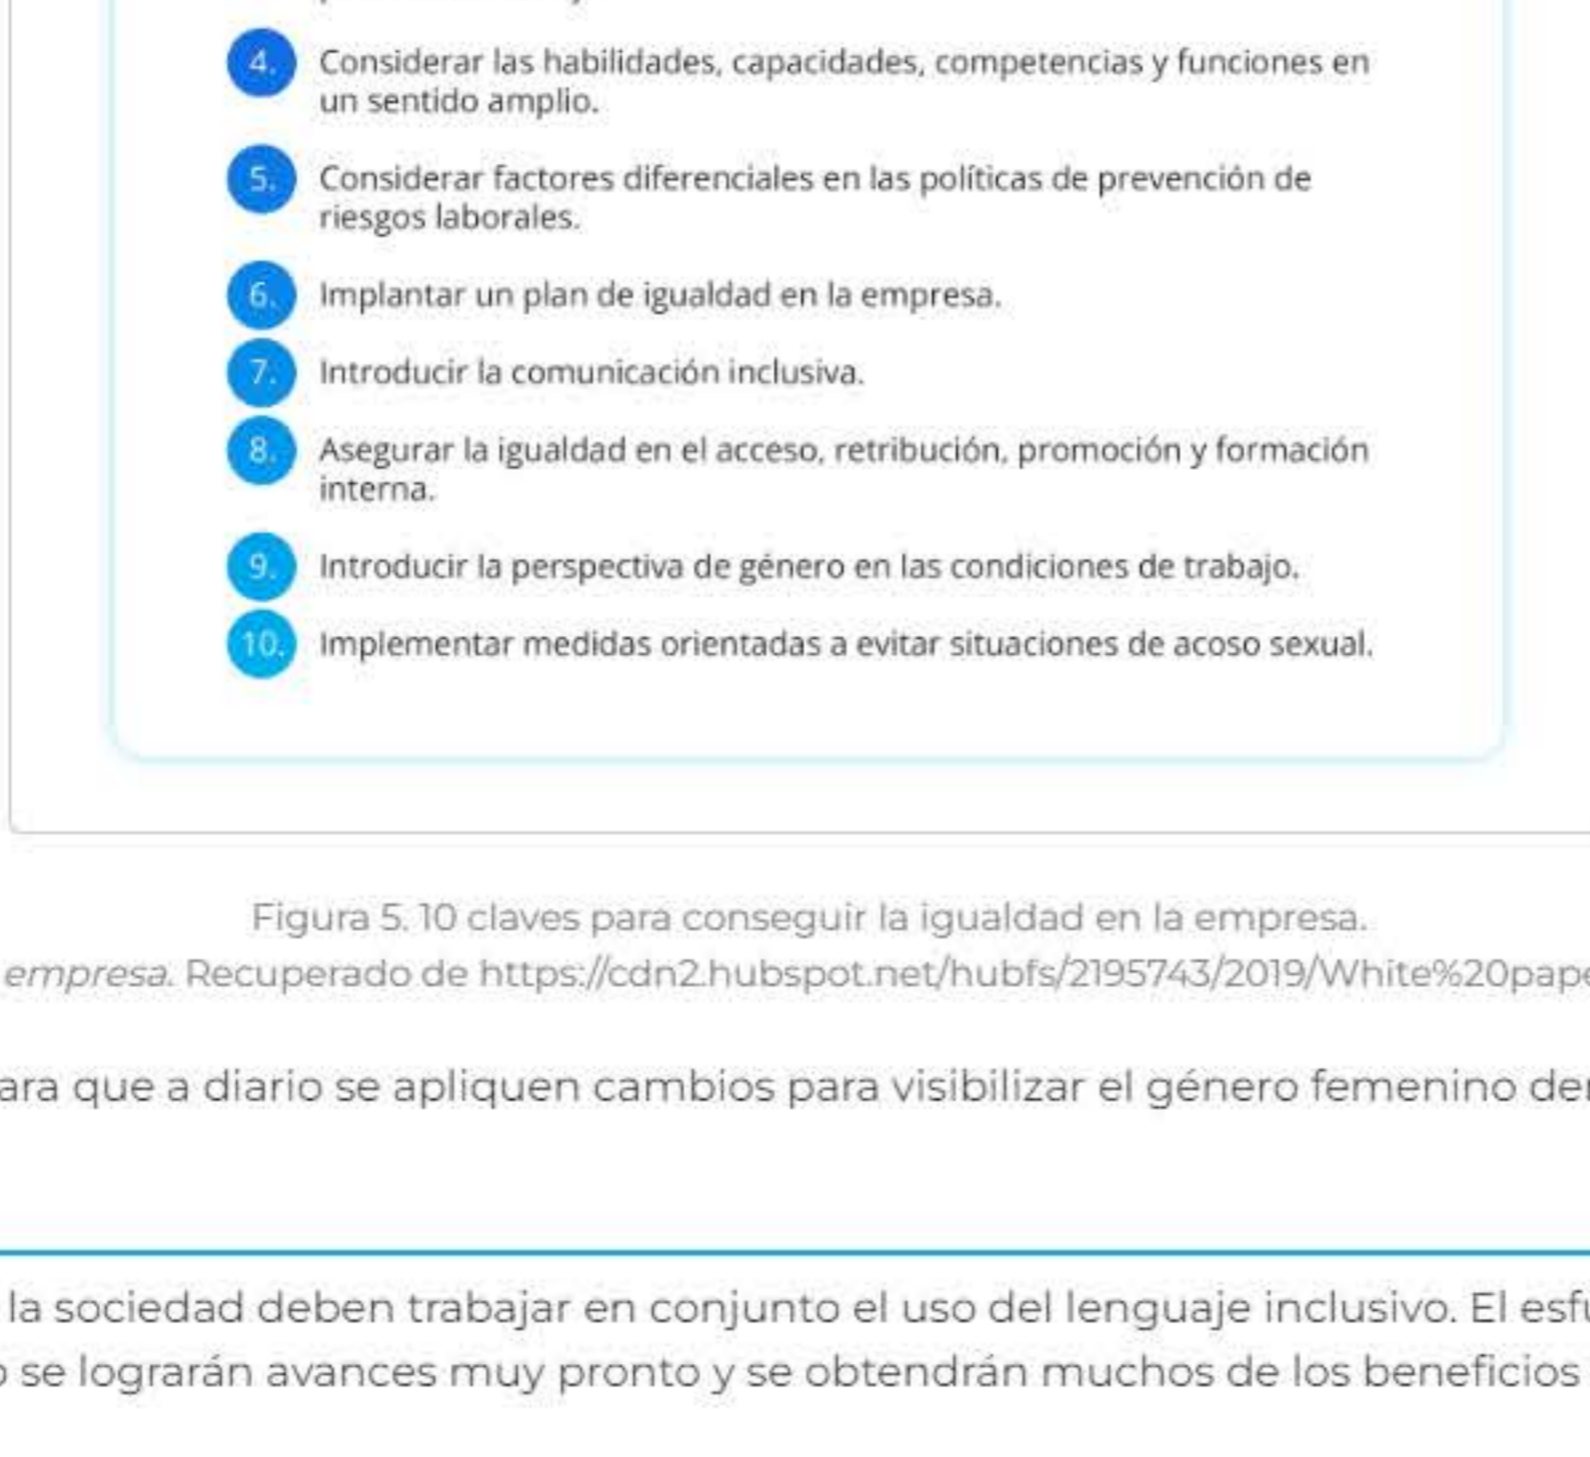 4. Considerar las habilidades, capacidades, competencias y funciones en
un sentido amplio.
5. Considerar factores diferenciales en las políticas de prevención de
riesgos laborales.
6. Implantar un plan de igualdad en la empresa.
7. Introducir la comunicación inclusiva.
8. Asegurar la igualdad en el acceso, retribución, promoción y formación
interna.
9. Introducir la perspectiva de género en las condiciones de trabajo.
10. Implementar medidas orientadas a evitar situaciones de acoso sexual.
Figura 5. 10 claves para conseguir la igualdad en la empresa.
empresa. Recuperado de https://cdn2.hubspot.net/hubfs/2195743/2019/White%20pape
ara que a diario se apliquen cambios para visibilizar el género femenino de
la sociedad deben trabajar en conjunto el uso del lenguaje inclusivo. El esfu
o se lograrán avances muy pronto y se obtendrán muchos de los beneficios